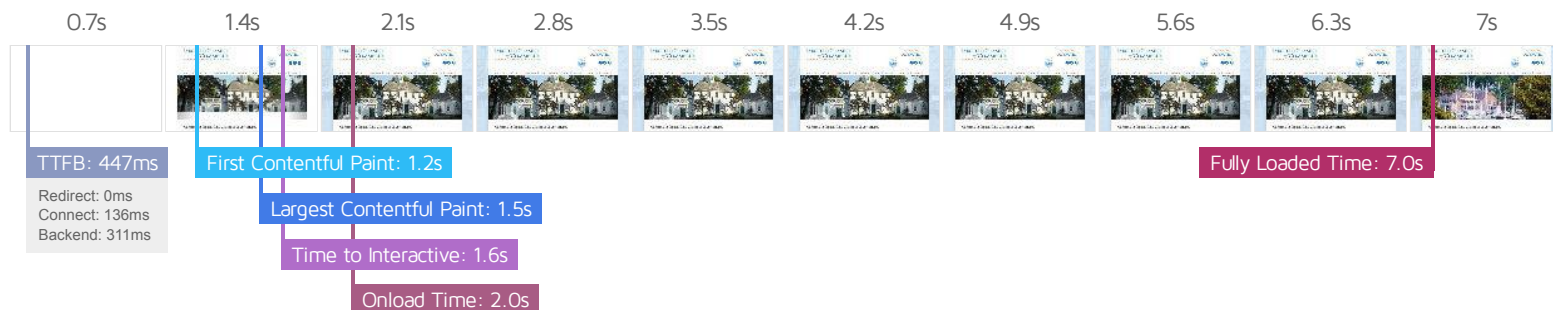 0.7s 1.4s 2.1s 2.8s 3.5s 4.2s 4.9s 5.6s 6.3s 7s
TTFB: 447ms
First Contentful Paint: 1.2s
Fully Loaded Time: 7.0s
Redirect: 0ms
Connect: 136ms
Backend: 311ms
Largest Contentful Paint: 1.5s
Time to Interactive: 1.6s
Onload Time: 2.0s